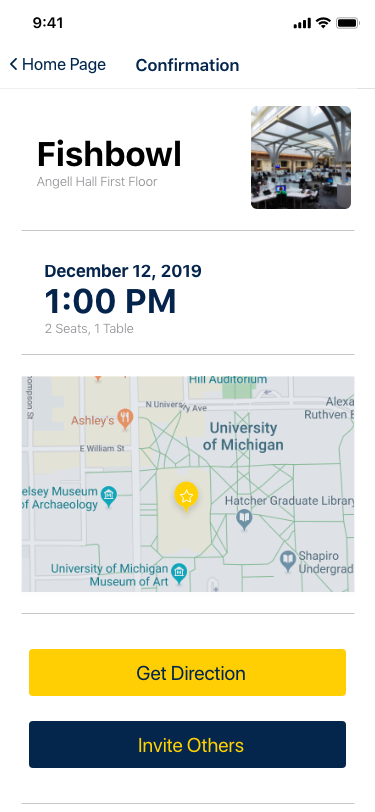 9:41
Home Page
Confirmation
Fishbowl
Angell Hall First Floor
December 12, 2019
1:00 PM
2 Seats, 1 Table
Hill Auditorium
ompson St
N University Ave
Alexa
Ruthven B
Ashley's
University
of Michigan
E William St
elsey Museum
of Archaeology
Hatcher Graduate Library
Shapiro
Undergrad
University of Michigan
Museum of Art
Get Direction
Invite Others